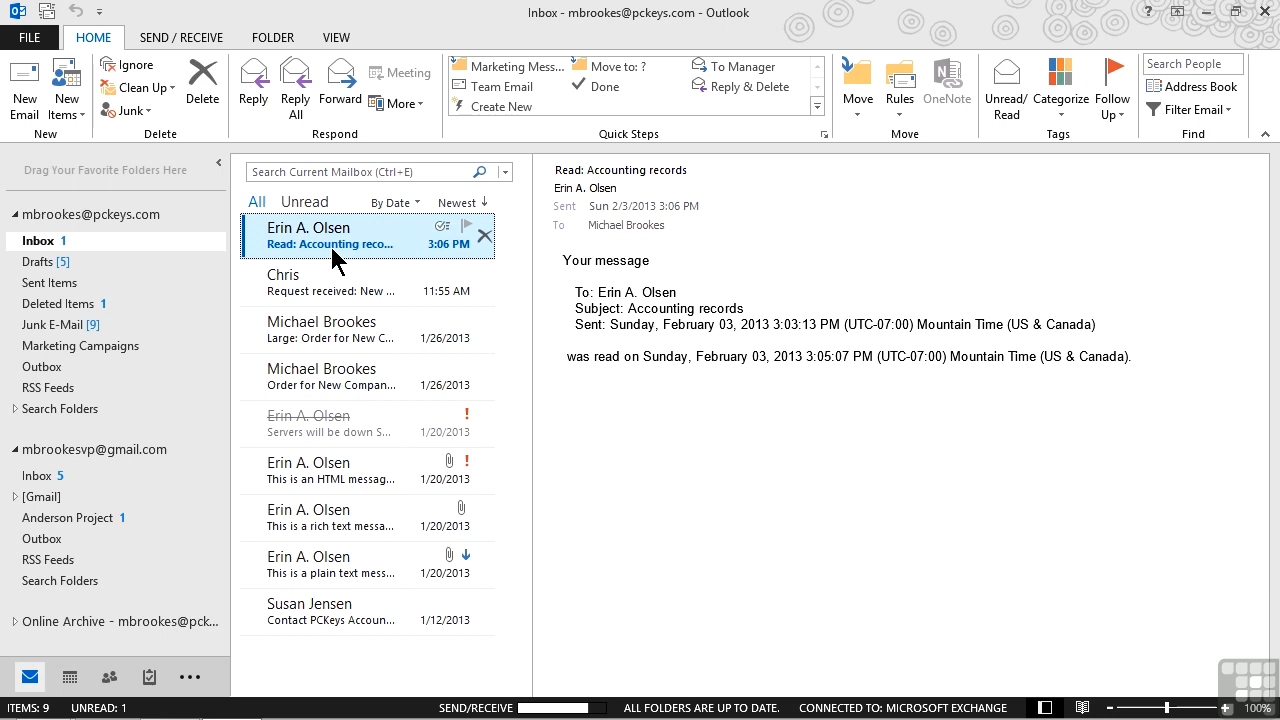 Inbox - mbrookes@pckeys.com - Outlook
FILE
HOME
SEND / RECEIVE
FOLDER
VIEW
New Email
New Items
New
Ignore
Clean Up
Junk
Delete
Delete
Reply
Reply All
Forward
Meeting
More
Respond
Marketing Mess...
Team Email
Create New
Move to: ?
Done
To Manager
Reply & Delete
Quick Steps
Move
Rules
OneNote
Move
Unread/ Read
Categorize
Follow Up
Tags
Search People
Address Book
Filter Email
Find
Drag Your Favorite Folders Here
mbrookes@pckeys.com
Inbox 1
Drafts [5]
Sent Items
Deleted Items 1
Junk E-Mail [9]
Marketing Campaigns
Outbox
RSS Feeds
Search Folders
mbrookesvp@gmail.com
Inbox 5
[Gmail]
Anderson Project 1
Outbox
RSS Feeds
Search Folders
Online Archive - mbrookes@pck...
Search Current Mailbox (Ctrl+E)
All Unread By Date Newest
Erin A. Olsen
Read: Accounting reco... 3:06 PM
Chris
Request received: New ... 11:55 AM
Michael Brookes
Large: Order for New C... 1/26/2013
Michael Brookes
Order for New Compan... 1/26/2013
Erin A. Olsen
Servers will be down S... 1/20/2013
Erin A. Olsen
This is an HTML messag... 1/20/2013
Erin A. Olsen
This is a rich text messa... 1/20/2013
Erin A. Olsen
This is a plain text mess... 1/20/2013
Susan Jensen
Contact PCKeys Accoun... 1/12/2013
Read: Accounting records
Erin A. Olsen
Sent Sun 2/3/2013 3:06 PM
To Michael Brookes
Your message
To: Erin A. Olsen
Subject: Accounting records
Sent: Sunday, February 03, 2013 3:03:13 PM (UTC-07:00) Mountain Time (US & Canada)
was read on Sunday, February 03, 2013 3:05:07 PM (UTC-07:00) Mountain Time (US & Canada).
ITEMS: 9 UNREAD: 1 SEND/RECEIVE ALL FOLDERS ARE UP TO DATE. CONNECTED TO: MICROSOFT EXCHANGE 100%